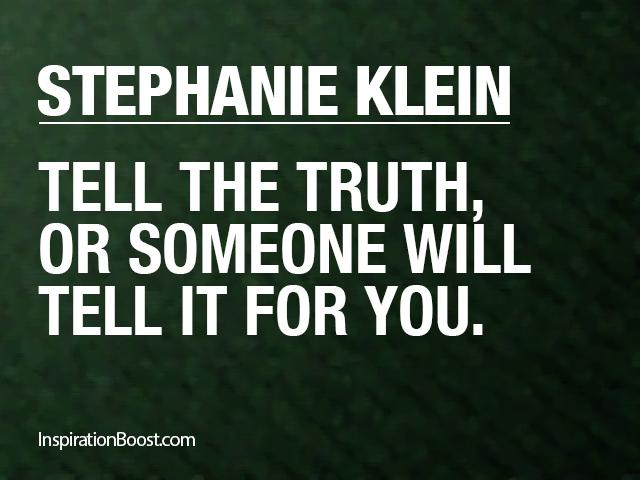 STEPHANIE KLEIN
TELL THE TRUTH,
OR SOMEONE WILL
TELL IT FOR YOU.
InspirationBoost.com